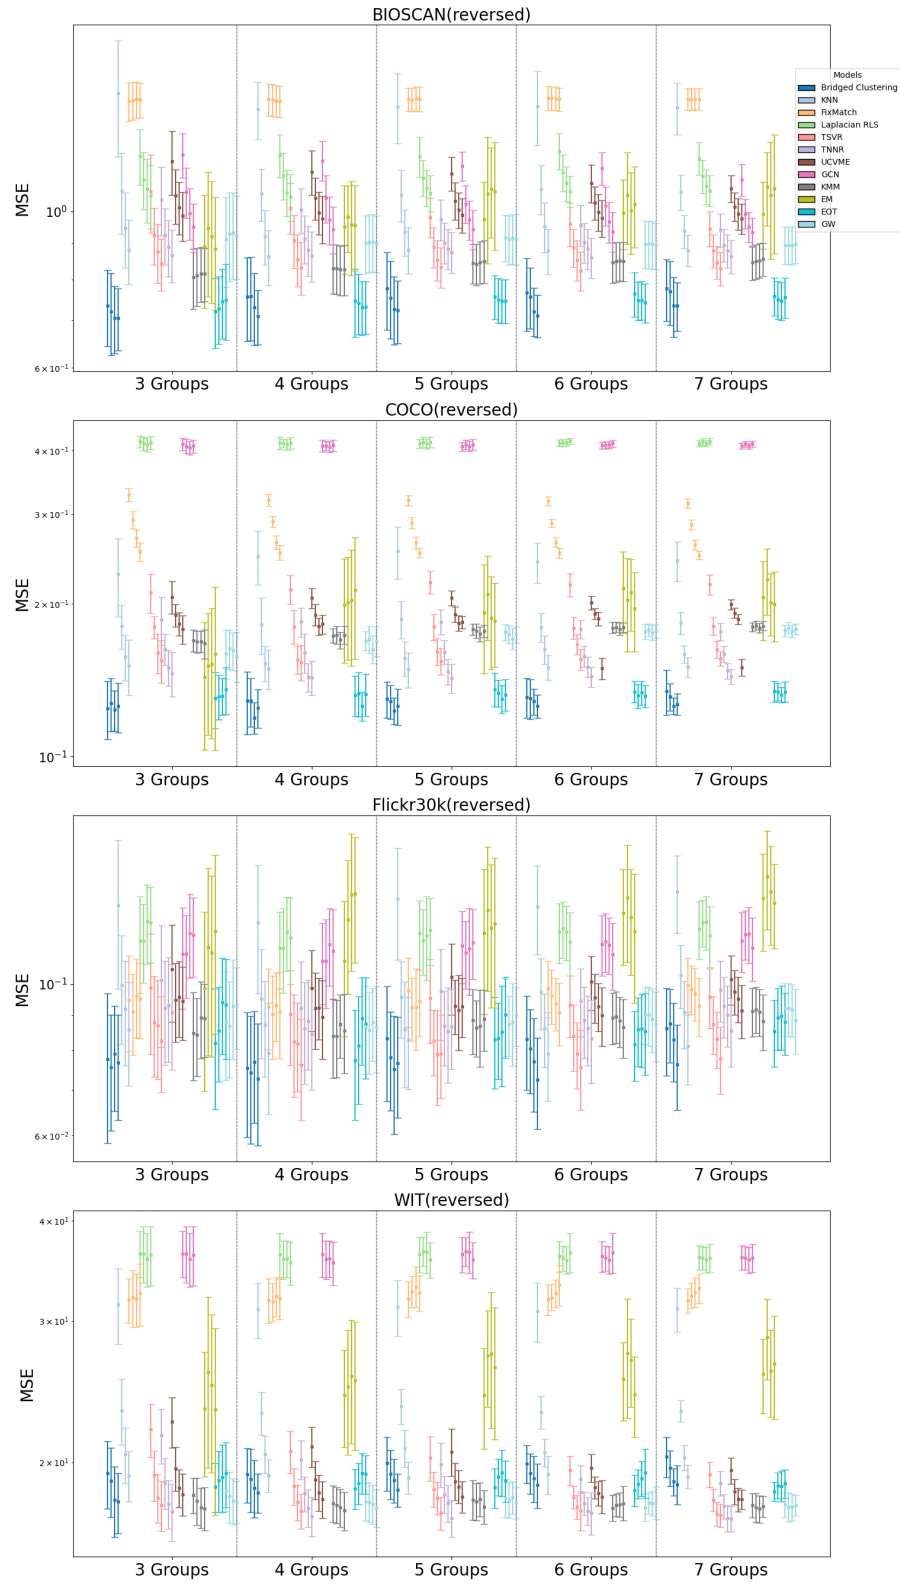 BIOSCAN(reversed)
MSE
10⁰
6 × 10⁻¹
3 Groups
4 Groups
5 Groups
6 Groups
7 Groups
Models
Bridged Clustering
KNN
FixMatch
Laplacian RLS
TSVR
TNNR
UCVME
GCN
KMM
EM
EOT
GW
COCO(reversed)
MSE
4 × 10⁻¹
3 × 10⁻¹
2 × 10⁻¹
10⁻¹
3 Groups
4 Groups
5 Groups
6 Groups
7 Groups
Flickr30k(reversed)
MSE
10⁻¹
6 × 10⁻²
3 Groups
4 Groups
5 Groups
6 Groups
7 Groups
WIT(reversed)
MSE
4 × 10¹
3 × 10¹
2 × 10¹
3 Groups
4 Groups
5 Groups
6 Groups
7 Groups